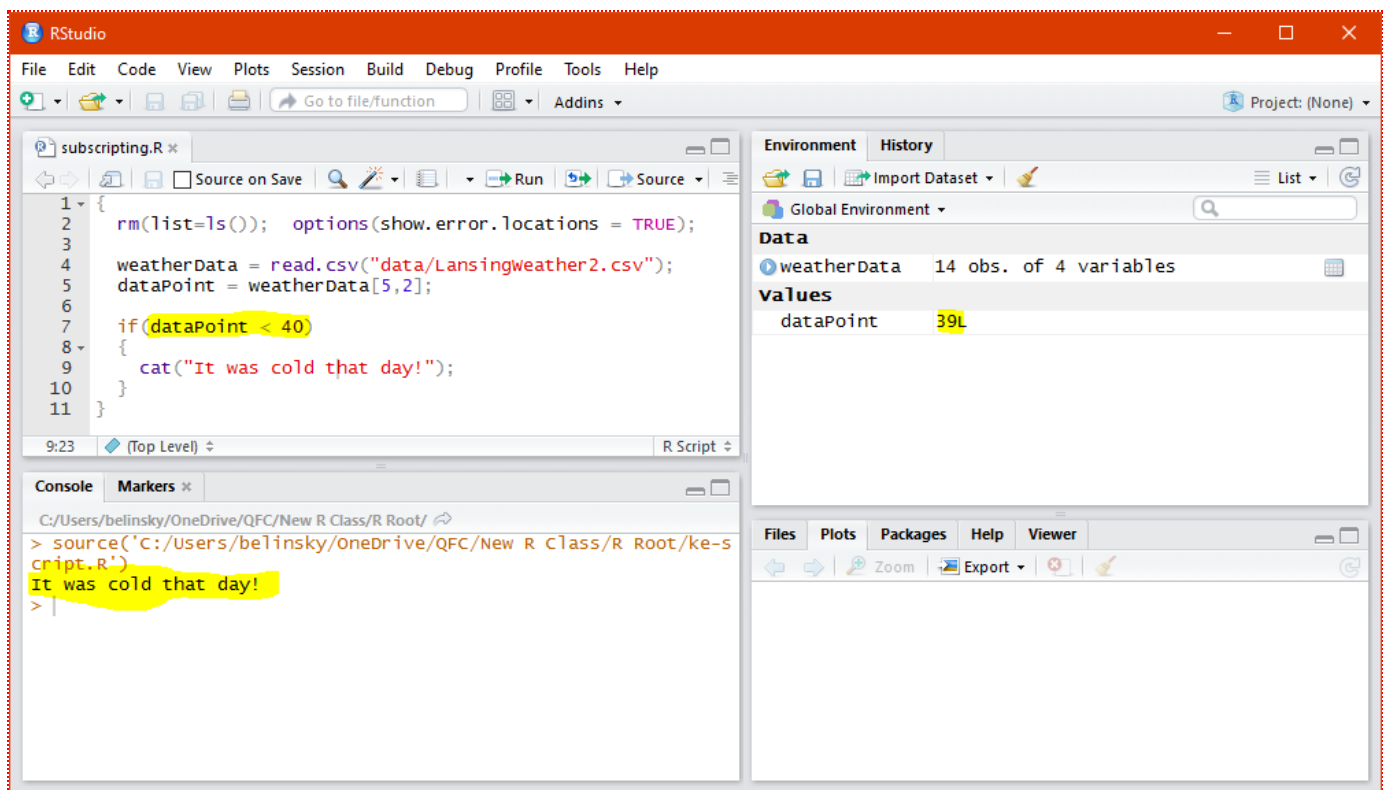 RStudio
File Edit Code View Plots Session Build Debug Profile Tools Help
Go to file/function Addins Project: (None)
subscripting.R
Source on Save Run Source
1 {
2 rm(list=ls()); options(show.error.locations = TRUE);
3
4 weatherData = read.csv("data/LansingWeather2.csv");
5 dataPoint = weatherData[5,2];
6
7 if(dataPoint < 40)
8 {
9 cat("It was cold that day!");
10 }
11 }
9:23 (Top Level) R Script
Console Markers
C:/Users/belinsky/OneDrive/QFC/New R Class/R Root/
> source('C:/Users/belinsky/OneDrive/QFC/New R Class/R Root/ke-s
cript.R')
It was cold that day!
>
Environment History
Import Dataset List
Global Environment
Data
weatherData 14 obs. of 4 variables
Values
dataPoint 39L
Files Plots Packages Help Viewer
Zoom Export